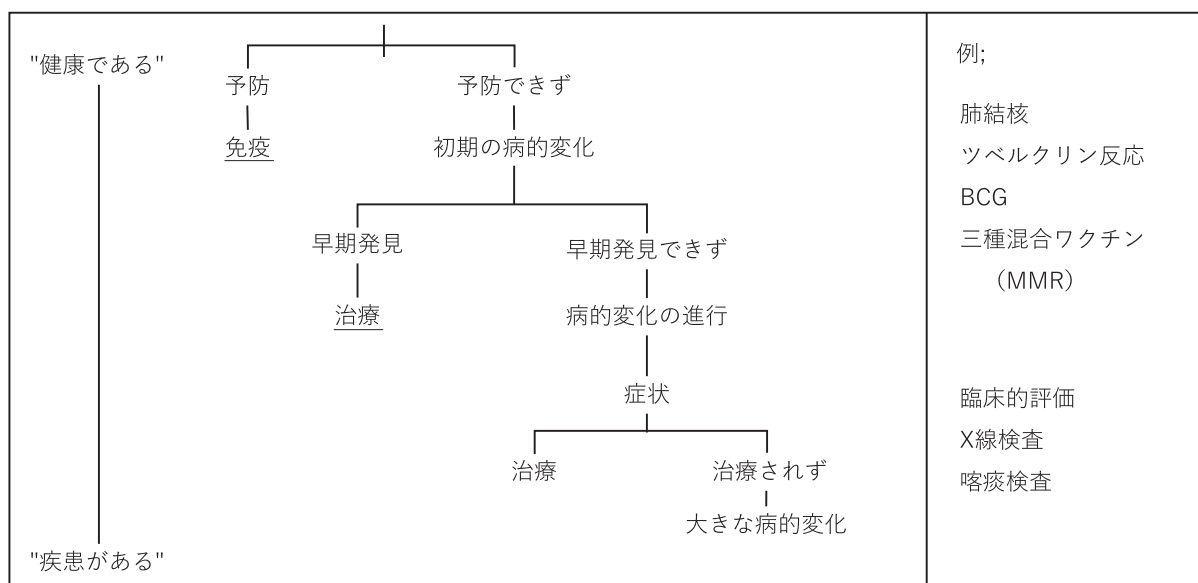 "健康である"
予防
予防できず
免疫
初期の病的変化
早期発見
早期発見できず
治療
病的変化の進行
症状
治療
治療されず
大きな病的変化
"疾患がある"
例;
肺結核
ツベルクリン反応
BCG
三種混合ワクチン
（MMR）
臨床的評価
X線検査
喀痰検査